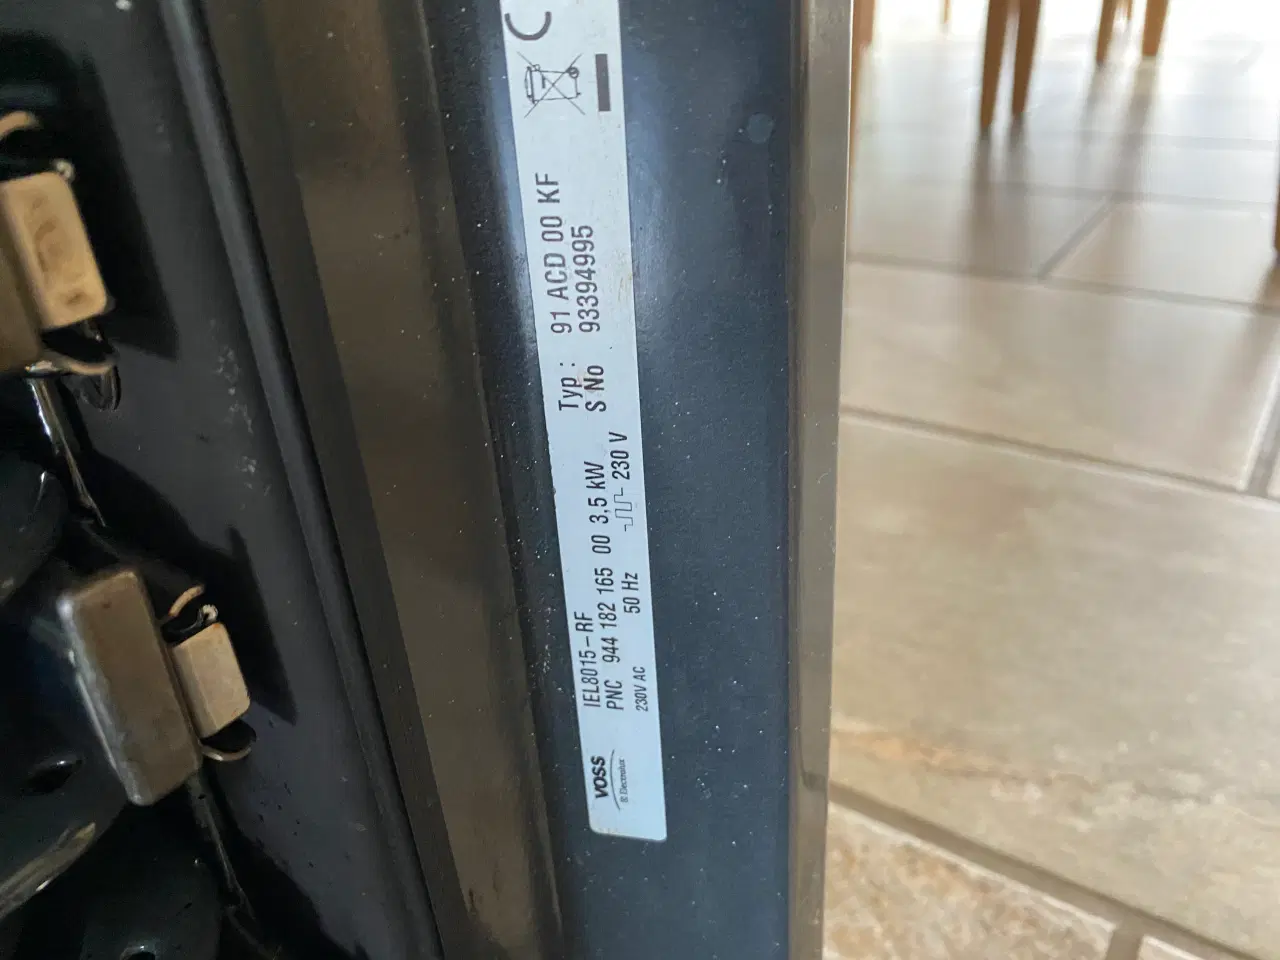 VOSS
Electrolux
IEL8015-RF
PNC 944 182 165 00 3,5 kW
230V AC 50 Hz 230 V
Typ : 91 ACD 00 KF
S No 93394995